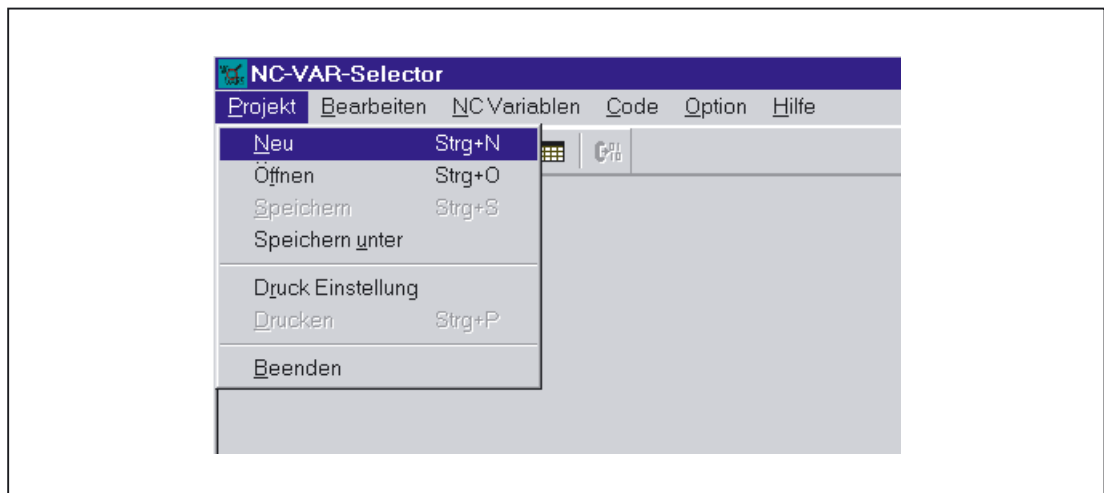 NC-VAR-Selector
Projekt Bearbeiten NC Variablen Code Option Hilfe
Neu Strg+N
Öffnen Strg+O
Speichern Strg+S
Speichern unter
Druck Einstellung
Drucken Strg+P
Beenden